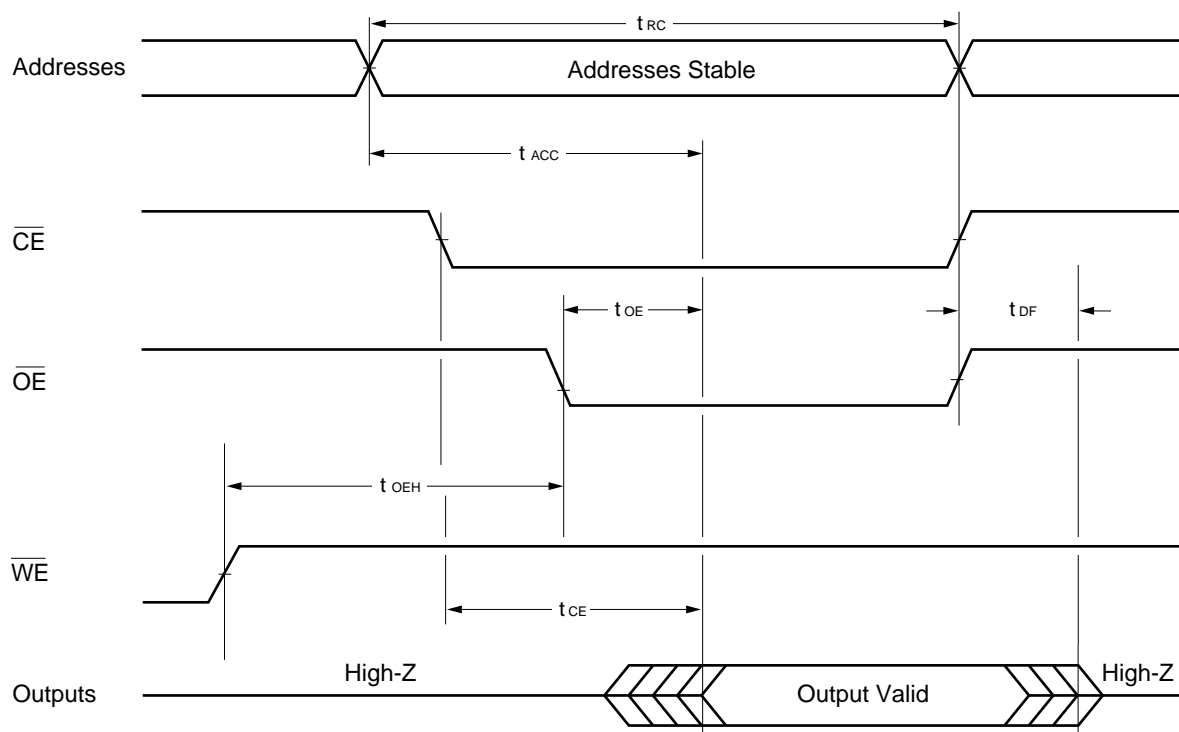 t RC
Addresses
Addresses Stable
t ACC
CE
t OE
t DF
OE
t OEH
WE
t CE
High-Z
High-Z
Outputs
Output Valid